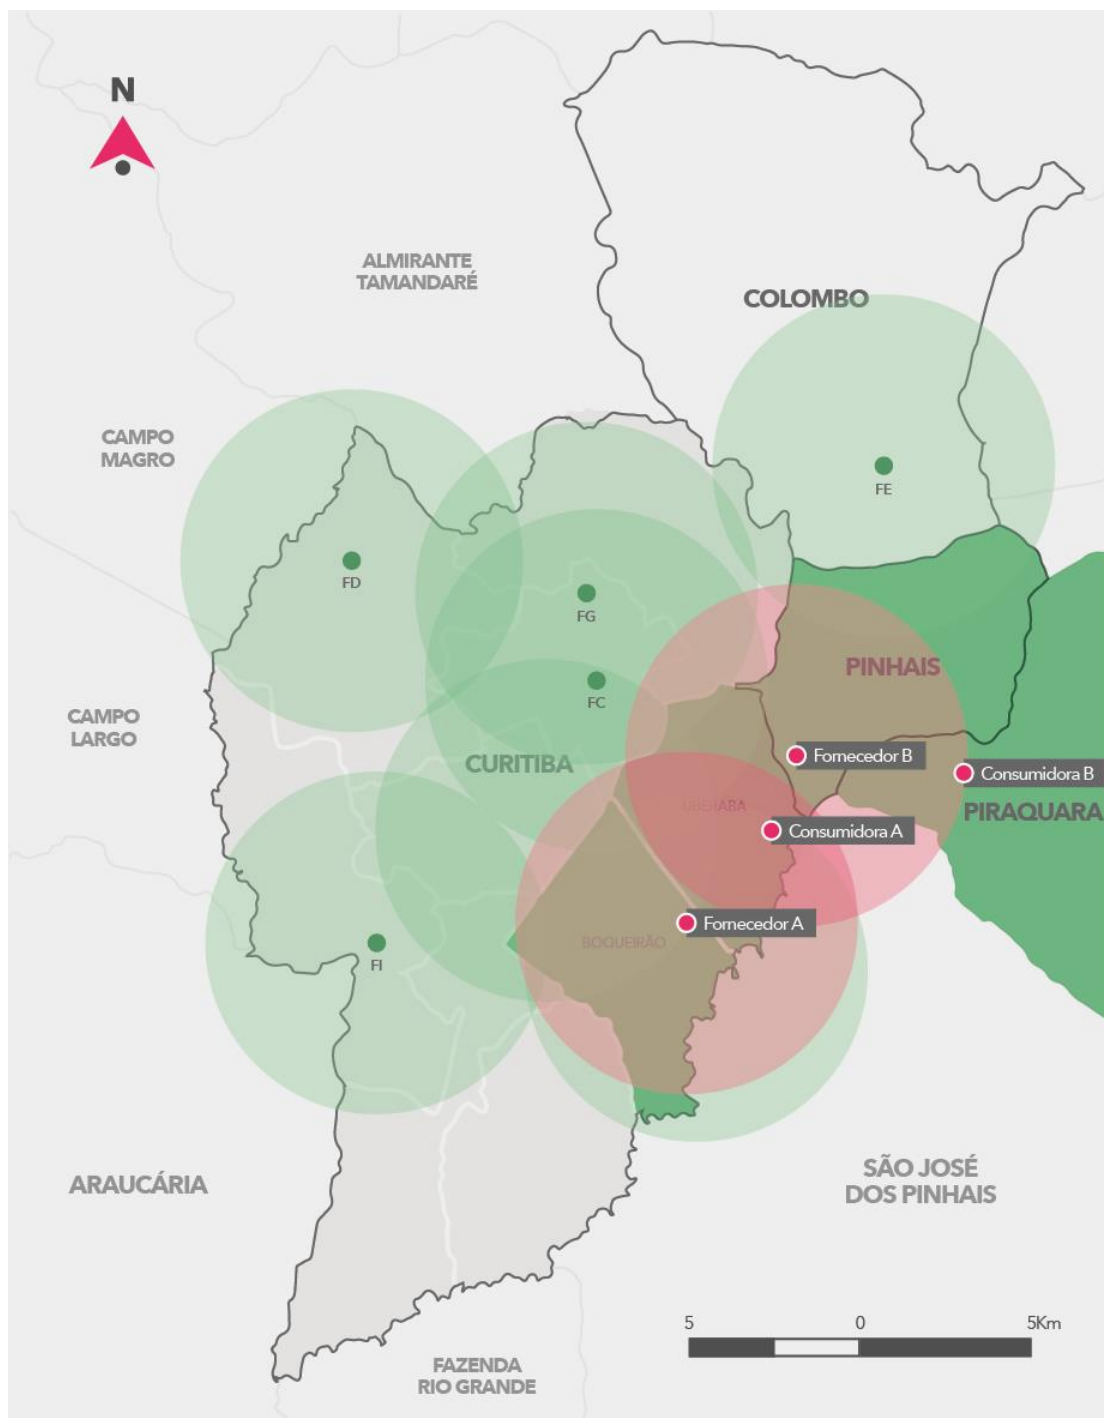 N
ALMIRANTE
TAMANDARÉ
COLOMBO
CAMPO
MAGRO
FE
FD
FG
PINHAIS
FC
CAMPO
LARGO
CURITIBA
Fornecedor B
Consumidora B
UBERABA
PIRAQUARA
Consumidora A
Fornecedor A
BOQUEIRÃO
FI
ARAUCÁRIA
SÃO JOSÉ
DOS PINHAIS
5 0 5Km
FAZENDA
RIO GRANDE